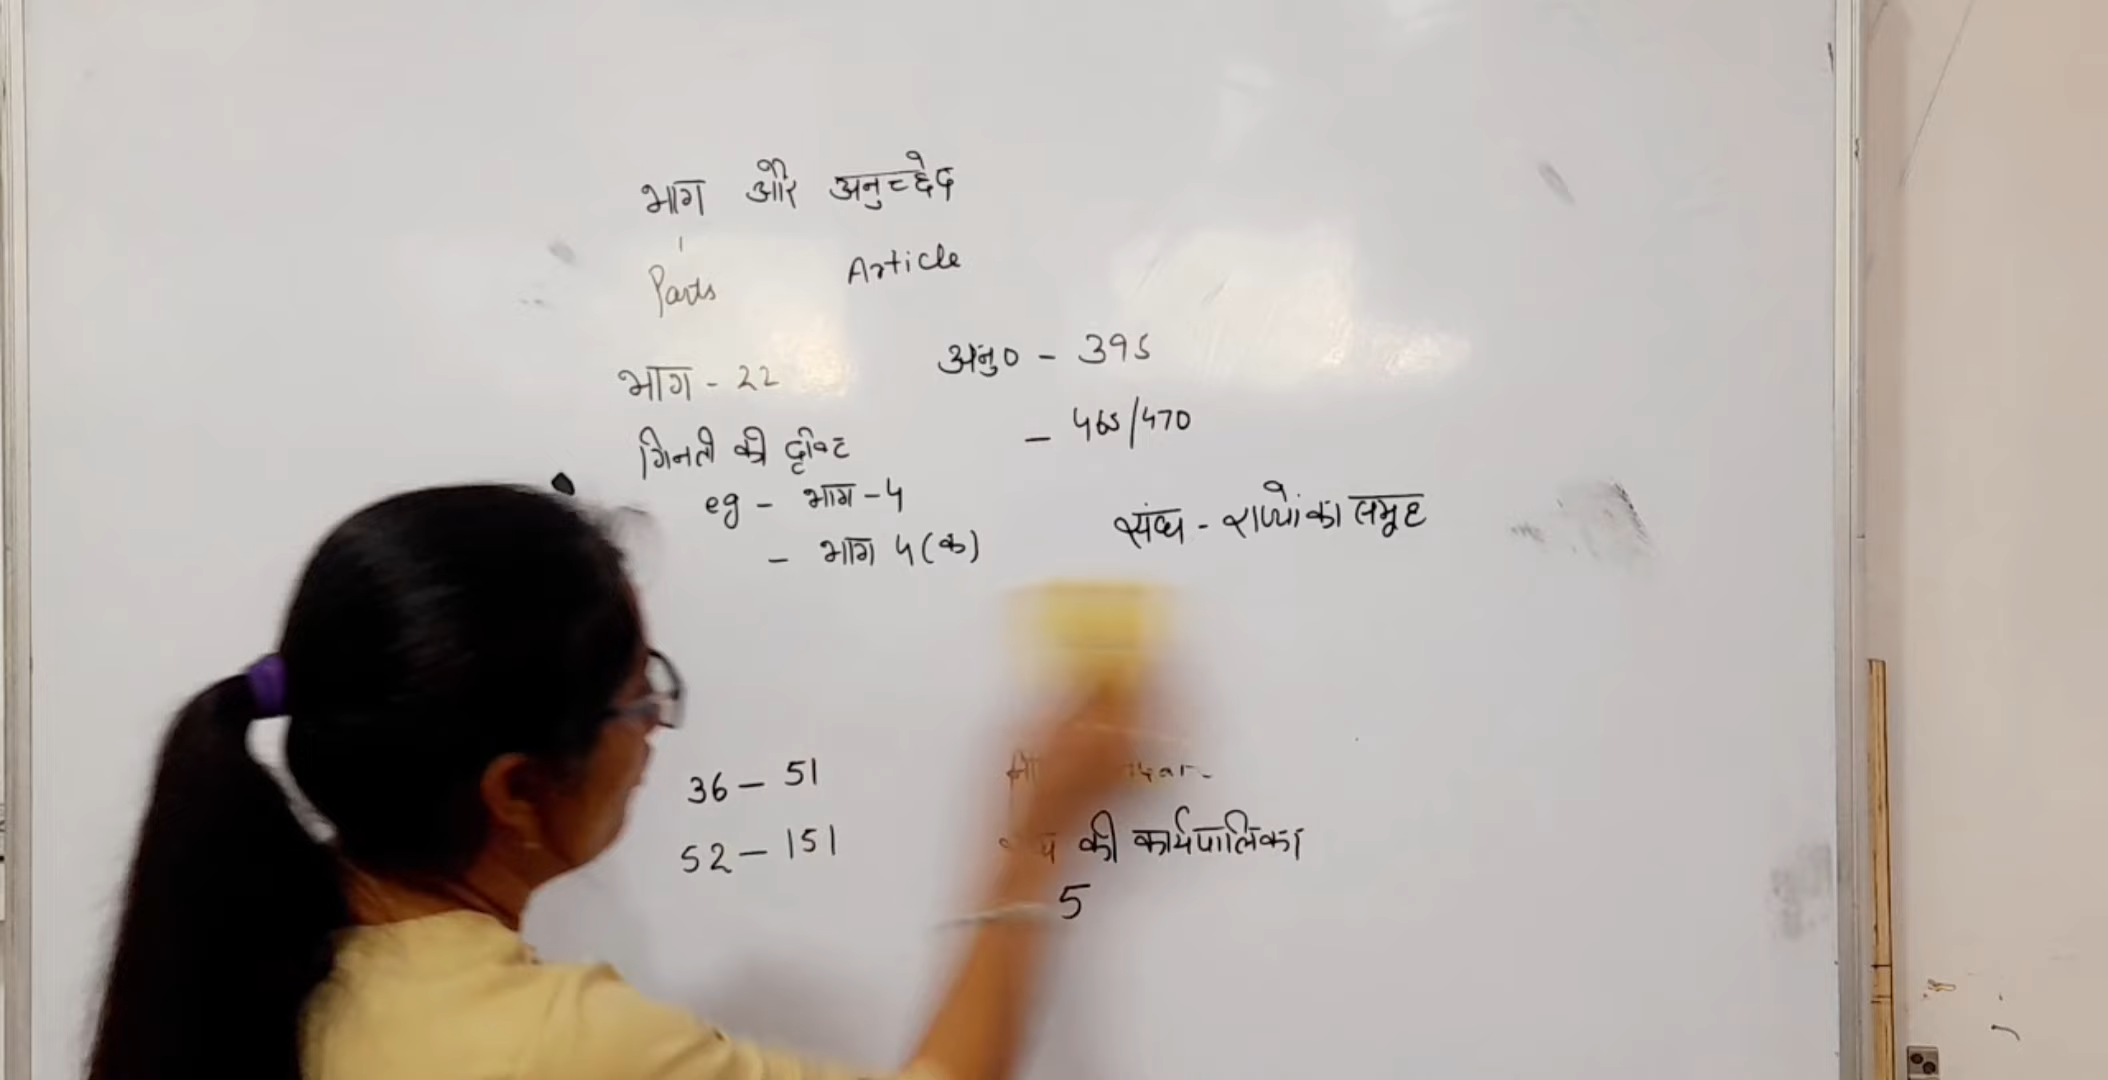 भाग और अनुच्छेद
Parts Article
भाग - 22 अनु० - 395
गिनती की दृष्टि - 465/470
eg - भाग - 4
- भाग 4 (क) संघ - राज्यों का समूह
36 - 51
52 - 151 की कार्यपालिका
5